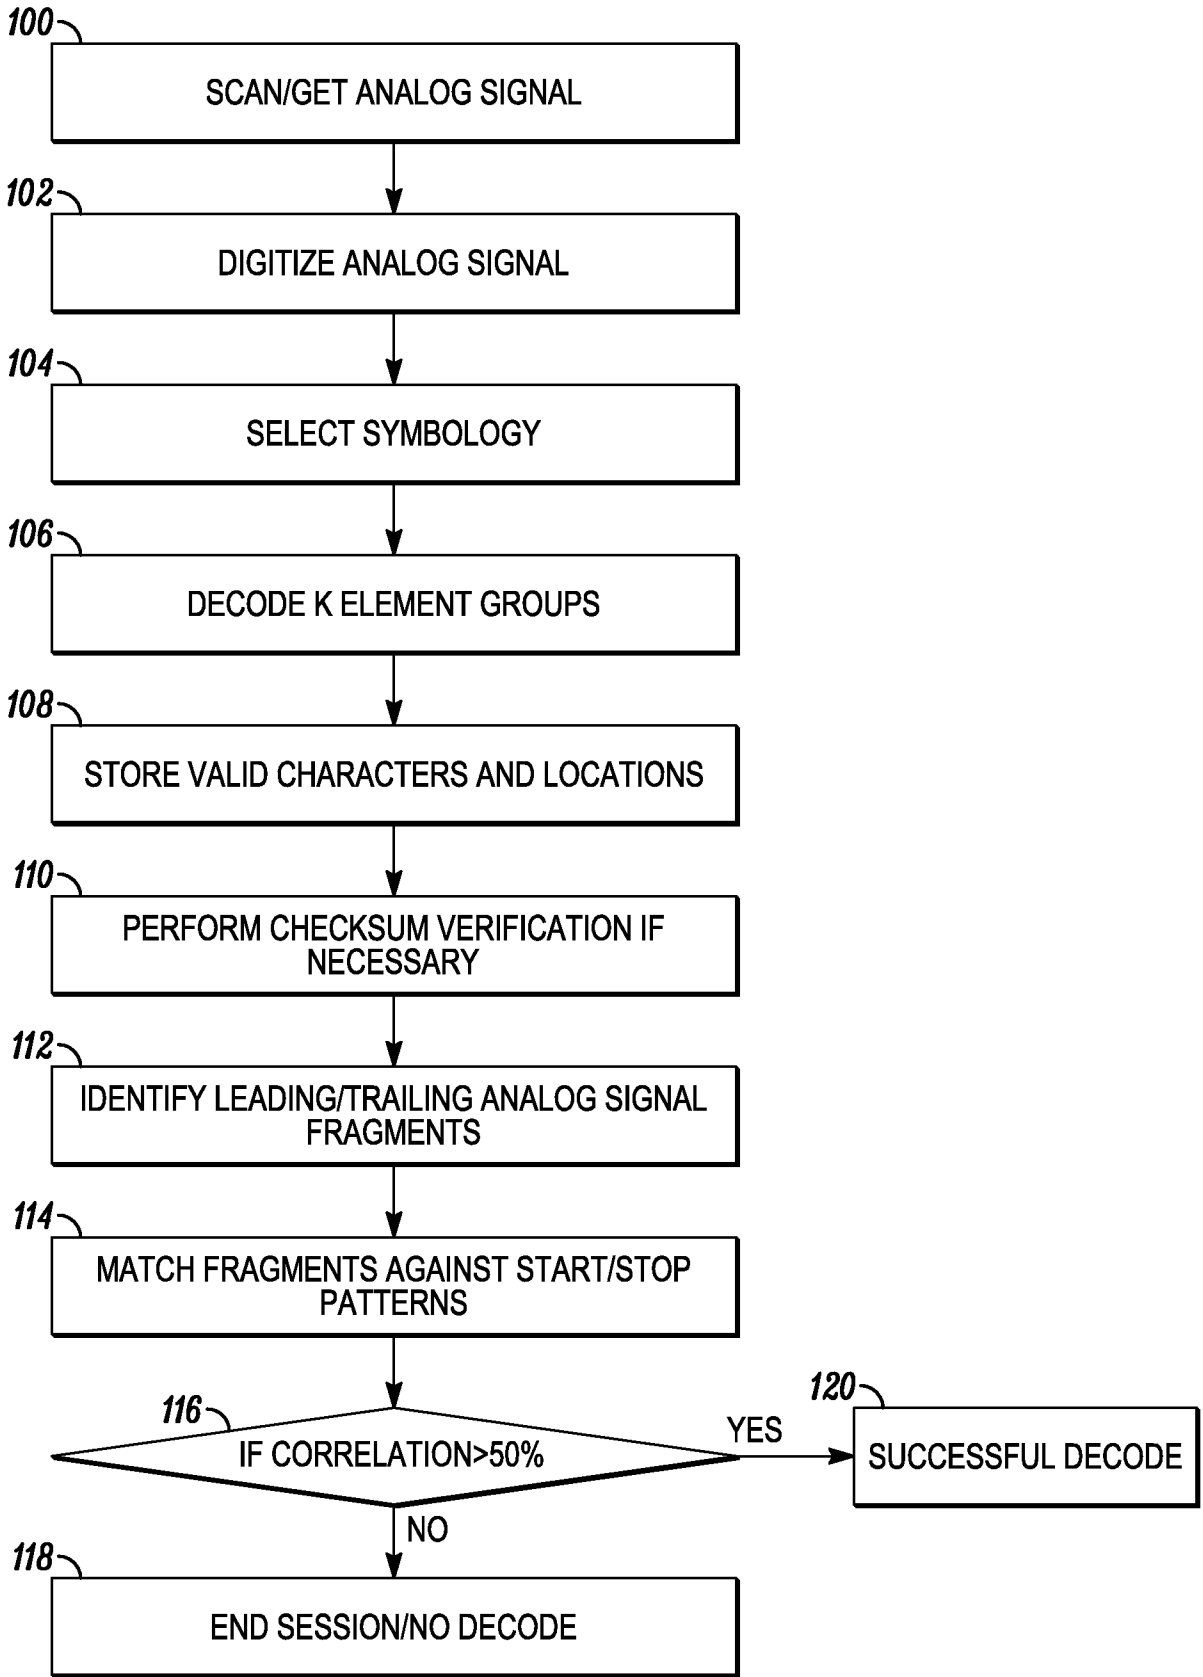 100
SCAN/GET ANALOG SIGNAL
102
DIGITIZE ANALOG SIGNAL
104
SELECT SYMBOLOGY
106
DECODE K ELEMENT GROUPS
108
STORE VALID CHARACTERS AND LOCATIONS
110
PERFORM CHECKSUM VERIFICATION IF
NECESSARY
112
IDENTIFY LEADING/TRAILING ANALOG SIGNAL
FRAGMENTS
114
MATCH FRAGMENTS AGAINST START/STOP
PATTERNS
116
IF CORRELATION>50%
YES
120
SUCCESSFUL DECODE
NO
118
END SESSION/NO DECODE